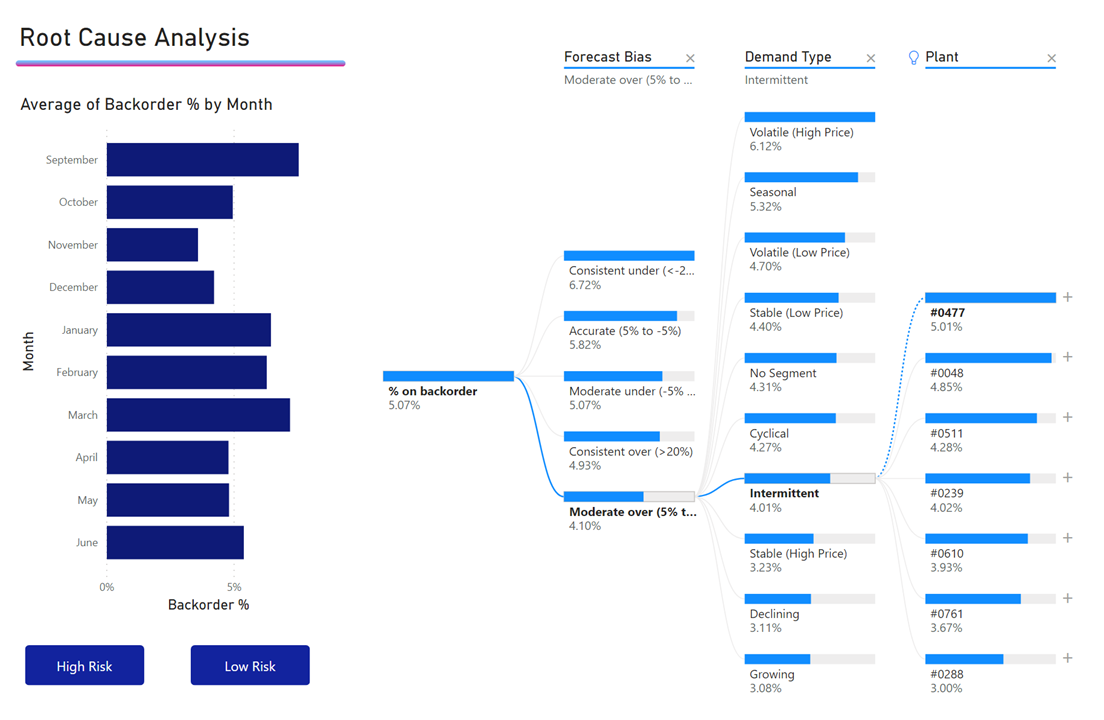 Root Cause Analysis
Average of Backorder % by Month
September
October
November
December
January
February
March
April
May
June
Month
0%
5%
Backorder %
High Risk
Low Risk
% on backorder
5.07%
Forecast Bias
Moderate over (5% to ...
Consistent under (<-2...
6.72%
Accurate (5% to -5%)
5.82%
Moderate under (-5% ...
5.07%
Consistent over (>20%)
4.93%
Moderate over (5% t...
4.10%
Demand Type
Intermittent
Volatile (High Price)
6.12%
Seasonal
5.32%
Volatile (Low Price)
4.70%
Stable (Low Price)
4.40%
No Segment
4.31%
Cyclical
4.27%
Intermittent
4.01%
Stable (High Price)
3.23%
Declining
3.11%
Growing
3.08%
Plant
#0477
5.01%
#0048
4.85%
#0511
4.28%
#0239
4.02%
#0610
3.93%
#0761
3.67%
#0288
3.00%